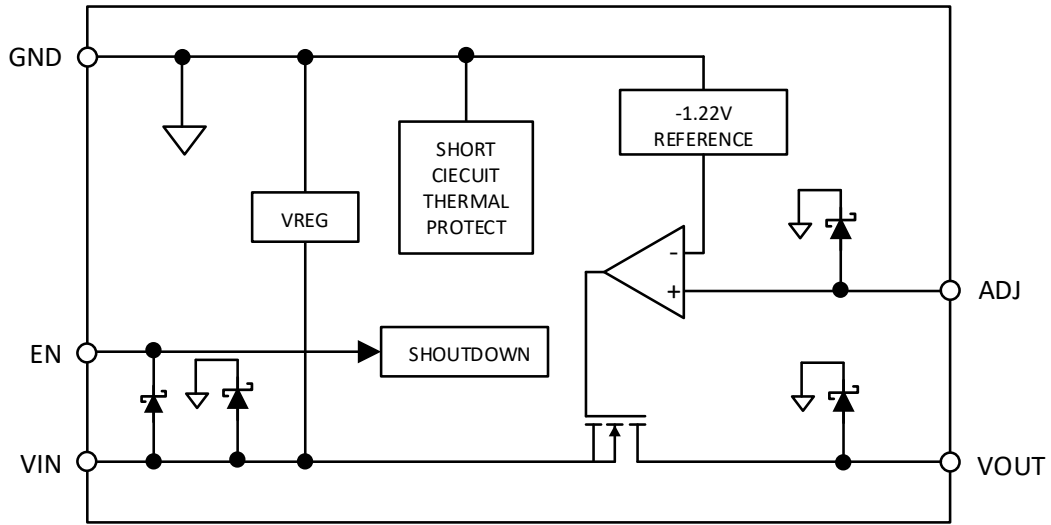 GND
-1.22V
REFERENCE
SHORT
CIECUIT
THERMAL
PROTECT
VREG
-
+
ADJ
EN
SHOUTDOWN
VIN
VOUT